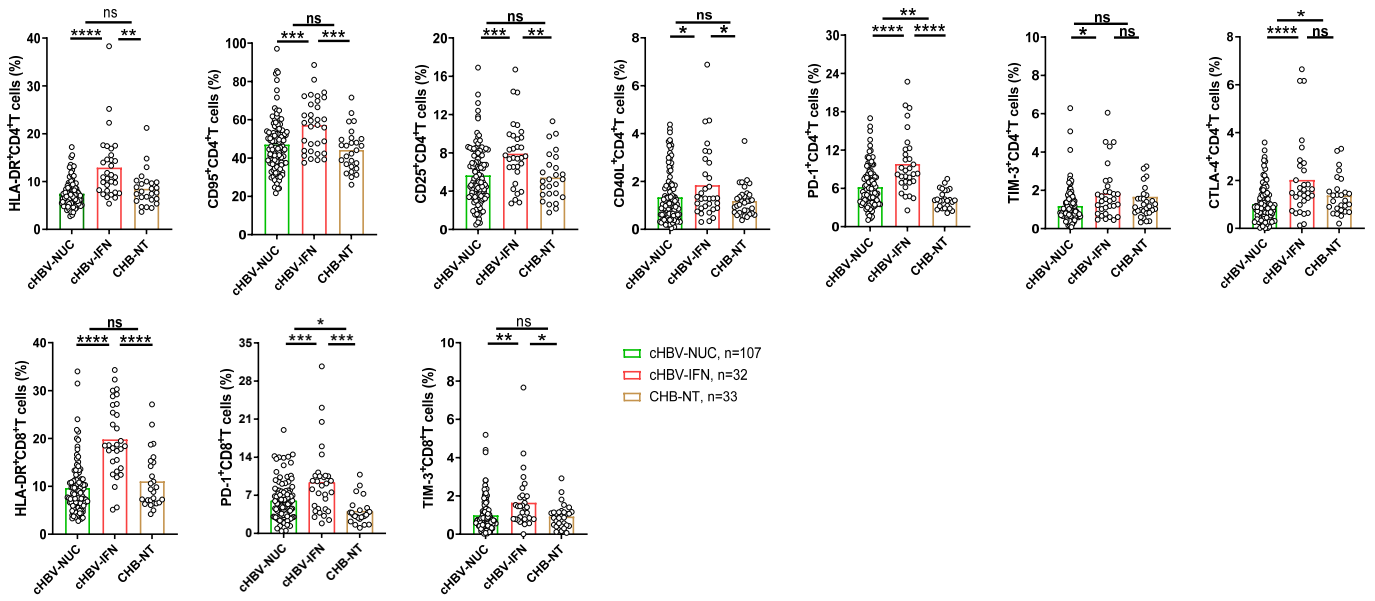 ns
**** **
HLA-DR⁺CD4⁺T cells (%)
40
30
20
10
0
cHBV-NUC
cHBv-IFN
CHB-NT
ns
*** ***
CD95⁺CD4⁺T cells (%)
100
80
60
40
20
0
cHBV-NUC
cHBV-IFN
CHB-NT
ns
*** **
CD25⁺CD4⁺T cells (%)
20
16
12
8
4
0
cHBV-NUC
cHBV-IFN
CHB-NT
ns
* *
CD40L⁺CD4⁺T cells (%)
8
6
4
2
0
cHBV-NUC
cHBV-IFN
CHB-NT
**
**** ****
PD-1⁺CD4⁺T cells (%)
30
24
18
12
6
0
cHBV-NUC
cHBV-IFN
CHB-NT
ns
* ns
TIM-3⁺CD4⁺T cells (%)
10
8
6
4
2
0
cHBV-NUC
cHBV-IFN
CHB-NT
*
**** ns
CTLA-4⁺CD4⁺T cells (%)
8
6
4
2
0
cHBV-NUC
cHBV-IFN
CHB-NT
ns
**** ****
HLA-DR⁺CD8⁺T cells (%)
40
30
20
10
0
cHBV-NUC
cHBV-IFN
CHB-NT
*
*** ***
PD-1⁺CD8⁺T cells (%)
35
28
21
14
7
0
cHBV-NUC
cHBV-IFN
CHB-NT
ns
** *
TIM-3⁺CD8⁺T cells (%)
10
8
6
4
2
0
cHBV-NUC
cHBV-IFN
CHB-NT
cHBV-NUC, n=107
cHBV-IFN, n=32
CHB-NT, n=33